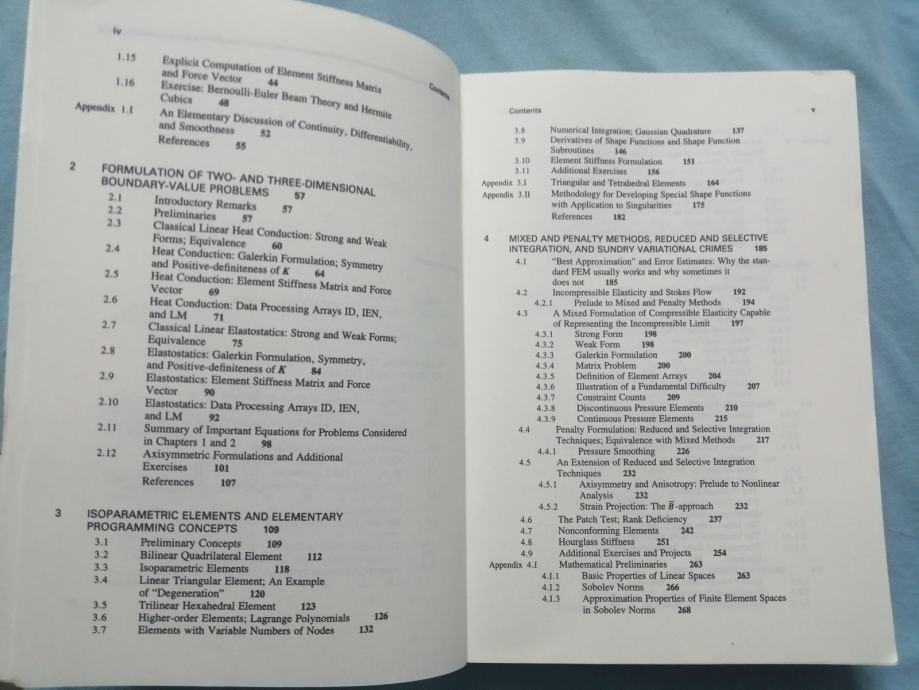 iv
Contents
1.15 Explicit Computation of Element Stiffness Matrix
and Force Vector 44
1.16 Exercise: Bernoulli-Euler Beam Theory and Hermite
Cubics 48
Appendix 1.I An Elementary Discussion of Continuity, Differentiability,
and Smoothness 52
References 55
2 FORMULATION OF TWO- AND THREE-DIMENSIONAL
BOUNDARY-VALUE PROBLEMS 57
2.1 Introductory Remarks 57
2.2 Preliminaries 57
2.3 Classical Linear Heat Conduction: Strong and Weak
Forms; Equivalence 60
2.4 Heat Conduction: Galerkin Formulation; Symmetry
and Positive-definiteness of K 64
2.5 Heat Conduction: Element Stiffness Matrix and Force
Vector 69
2.6 Heat Conduction: Data Processing Arrays ID, IEN,
and LM 71
2.7 Classical Linear Elastostatics: Strong and Weak Forms;
Equivalence 75
2.8 Elastostatics: Galerkin Formulation, Symmetry,
and Positive-definiteness of K 84
2.9 Elastostatics: Element Stiffness Matrix and Force
Vector 90
2.10 Elastostatics: Data Processing Arrays ID, IEN,
and LM 92
2.11 Summary of Important Equations for Problems Considered
in Chapters 1 and 2 98
2.12 Axisymmetric Formulations and Additional
Exercises 101
References 107
3 ISOPARAMETRIC ELEMENTS AND ELEMENTARY
PROGRAMMING CONCEPTS 109
3.1 Preliminary Concepts 109
3.2 Bilinear Quadrilateral Element 112
3.3 Isoparametric Elements 118
3.4 Linear Triangular Element; An Example
of "Degeneration" 120
3.5 Trilinear Hexahedral Element 123
3.6 Higher-order Elements; Lagrange Polynomials 126
3.7 Elements with Variable Numbers of Nodes 132
Contents v
3.8 Numerical Integration; Gaussian Quadrature 137
3.9 Derivatives of Shape Functions and Shape Function
Subroutines 146
3.10 Element Stiffness Formulation 151
3.11 Additional Exercises 156
Appendix 3.I Triangular and Tetrahedral Elements 164
Appendix 3.II Methodology for Developing Special Shape Functions
with Application to Singularities 175
References 182
4 MIXED AND PENALTY METHODS, REDUCED AND SELECTIVE
INTEGRATION, AND SUNDRY VARIATIONAL CRIMES 185
4.1 "Best Approximation" and Error Estimates: Why the stan-
dard FEM usually works and why sometimes it
does not 185
4.2 Incompressible Elasticity and Stokes Flow 192
4.2.1 Prelude to Mixed and Penalty Methods 194
4.3 A Mixed Formulation of Compressible Elasticity Capable
of Representing the Incompressible Limit 197
4.3.1 Strong Form 198
4.3.2 Weak Form 198
4.3.3 Galerkin Formulation 200
4.3.4 Matrix Problem 200
4.3.5 Definition of Element Arrays 204
4.3.6 Illustration of a Fundamental Difficulty 207
4.3.7 Constraint Counts 209
4.3.8 Discontinuous Pressure Elements 210
4.3.9 Continuous Pressure Elements 215
4.4 Penalty Formulation: Reduced and Selective Integration
Techniques; Equivalence with Mixed Methods 217
4.4.1 Pressure Smoothing 226
4.5 An Extension of Reduced and Selective Integration
Techniques 232
4.5.1 Axisymmetry and Anisotropy: Prelude to Nonlinear
Analysis 232
4.5.2 Strain Projection: The B̄-approach 232
4.6 The Patch Test; Rank Deficiency 237
4.7 Nonconforming Elements 242
4.8 Hourglass Stiffness 251
4.9 Additional Exercises and Projects 254
Appendix 4.I Mathematical Preliminaries 263
4.I.1 Basic Properties of Linear Spaces 263
4.I.2 Sobolev Norms 266
4.I.3 Approximation Properties of Finite Element Spaces
in Sobolev Norms 268